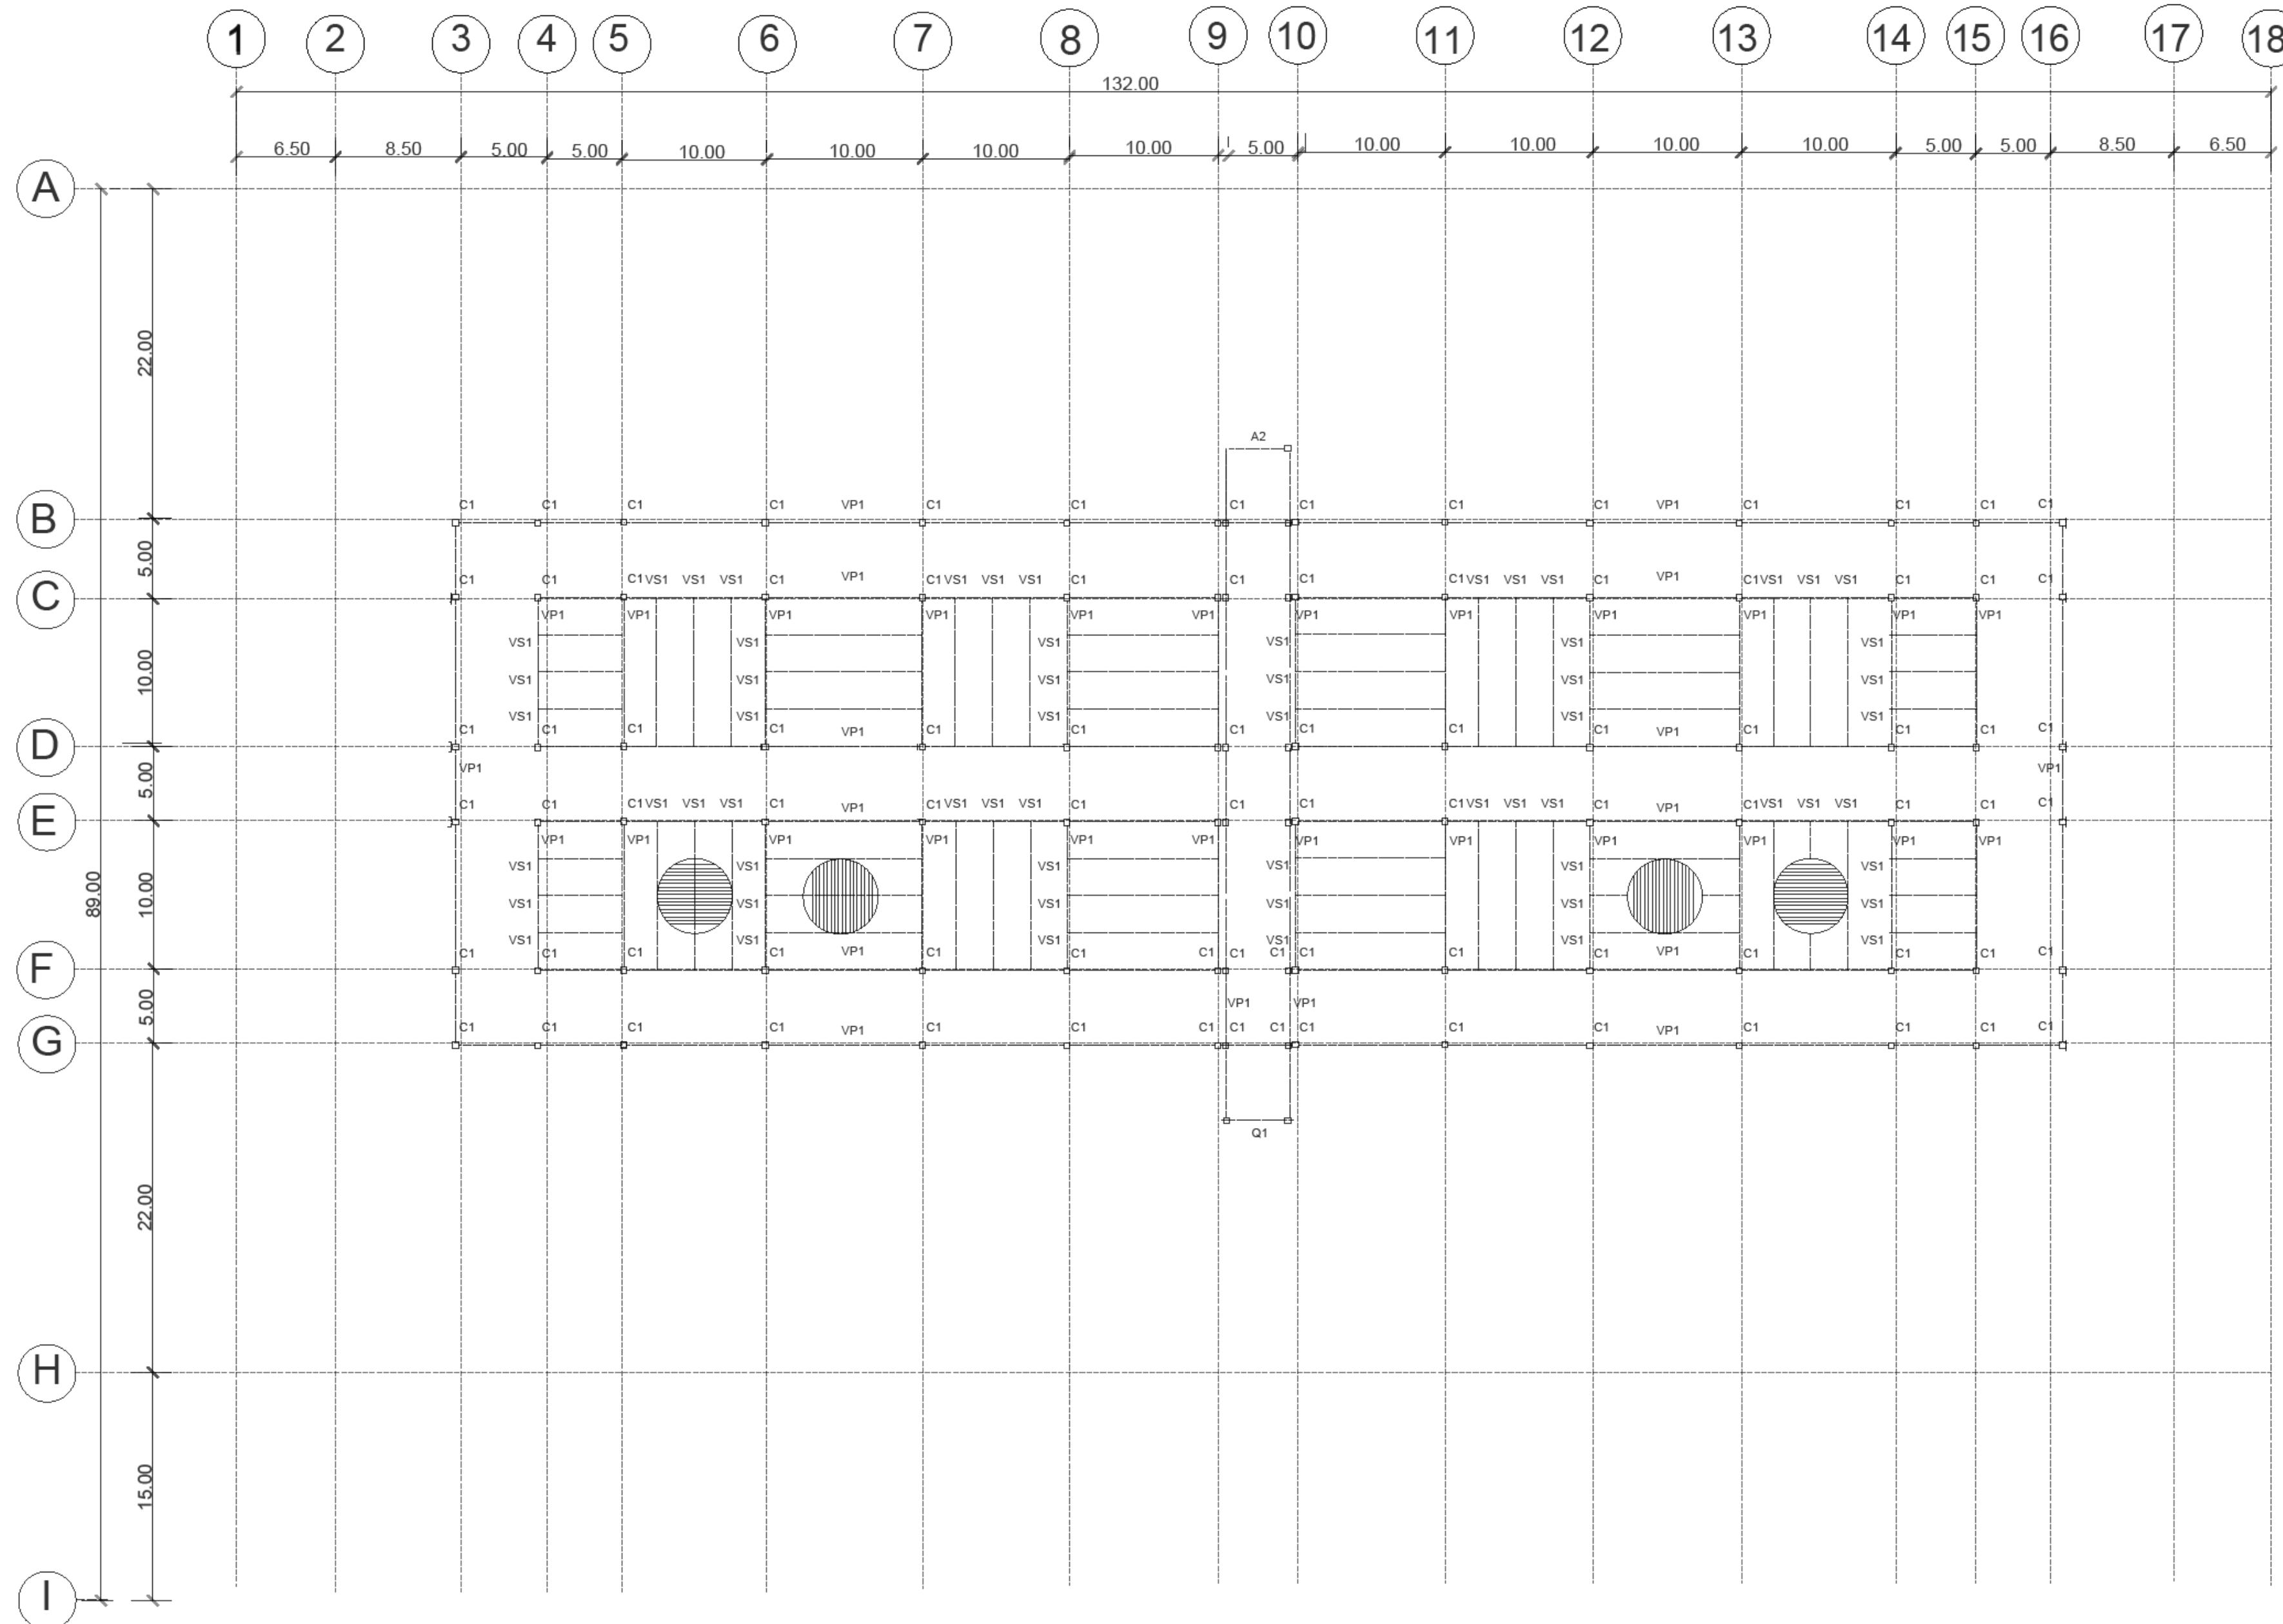 1 2 3 4 5 6 7 8 9 10 11 12 13 14 15 16 17 18
132.00
6.50 8.50 5.00 5.00 10.00 10.00 10.00 10.00 5.00 10.00 10.00 10.00 10.00 5.00 5.00 8.50 6.50
A
22.00
A2
B C1 C1 C1 C1 VP1 C1 C1 C1 C1 C1 C1 VP1 C1 C1 C1 C1
5.00
C C1 C1 C1 VS1 VS1 VS1 C1 VP1 C1 VS1 VS1 VS1 C1 C1 C1 C1 VS1 VS1 VS1 C1 VP1 C1 VS1 VS1 VS1 C1 C1 C1
VP1 VP1 VP1 VP1 VP1 VP1 VP1 VP1 VP1 VP1 VP1 VP1
VS1 VS1 VS1 VS1 VS1 VS1
10.00 VS1 VS1 VS1 VS1 VS1 VS1
VS1 VS1 VS1 VS1 VS1 VS1
D C1 C1 C1 C1 VP1 C1 C1 C1 C1 C1 C1 VP1 C1 C1 C1 C1
5.00 VP1 VP1
E C1 C1 C1 VS1 VS1 VS1 C1 VP1 C1 VS1 VS1 VS1 C1 C1 C1 C1 VS1 VS1 VS1 C1 VP1 C1 VS1 VS1 VS1 C1 C1 C1
VP1 VP1 VP1 VP1 VP1 VP1 VP1 VP1 VP1 VP1 VP1 VP1
VS1 VS1 VS1 VS1 VS1 VS1
89.00 10.00 VS1 VS1 VS1 VS1 VS1 VS1
VS1 VS1 VS1 VS1 VS1 VS1
F C1 C1 C1 C1 VP1 C1 C1 C1 C1 C1 C1 C1 C1 VP1 C1 C1 C1 C1
5.00 VP1 VP1
G C1 C1 C1 C1 VP1 C1 C1 C1 C1 C1 C1 C1 C1 VP1 C1 C1 C1 C1
Q1
22.00
H
15.00
I